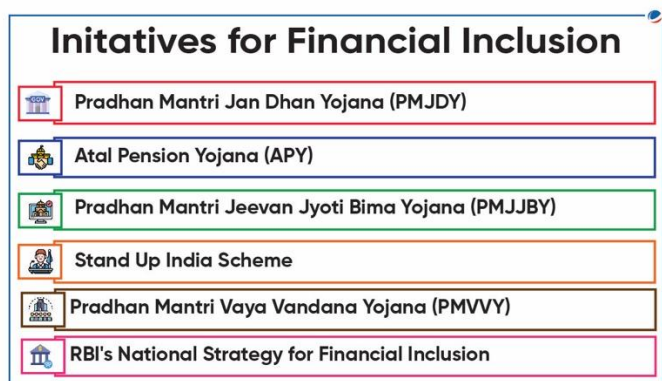 Initatives for Financial Inclusion
GOV
Pradhan Mantri Jan Dhan Yojana (PMJDY)
Atal Pension Yojana (APY)
Pradhan Mantri Jeevan Jyoti Bima Yojana (PMJJBY)
Stand Up India Scheme
Pradhan Mantri Vaya Vandana Yojana (PMVVY)
RBI's National Strategy for Financial Inclusion